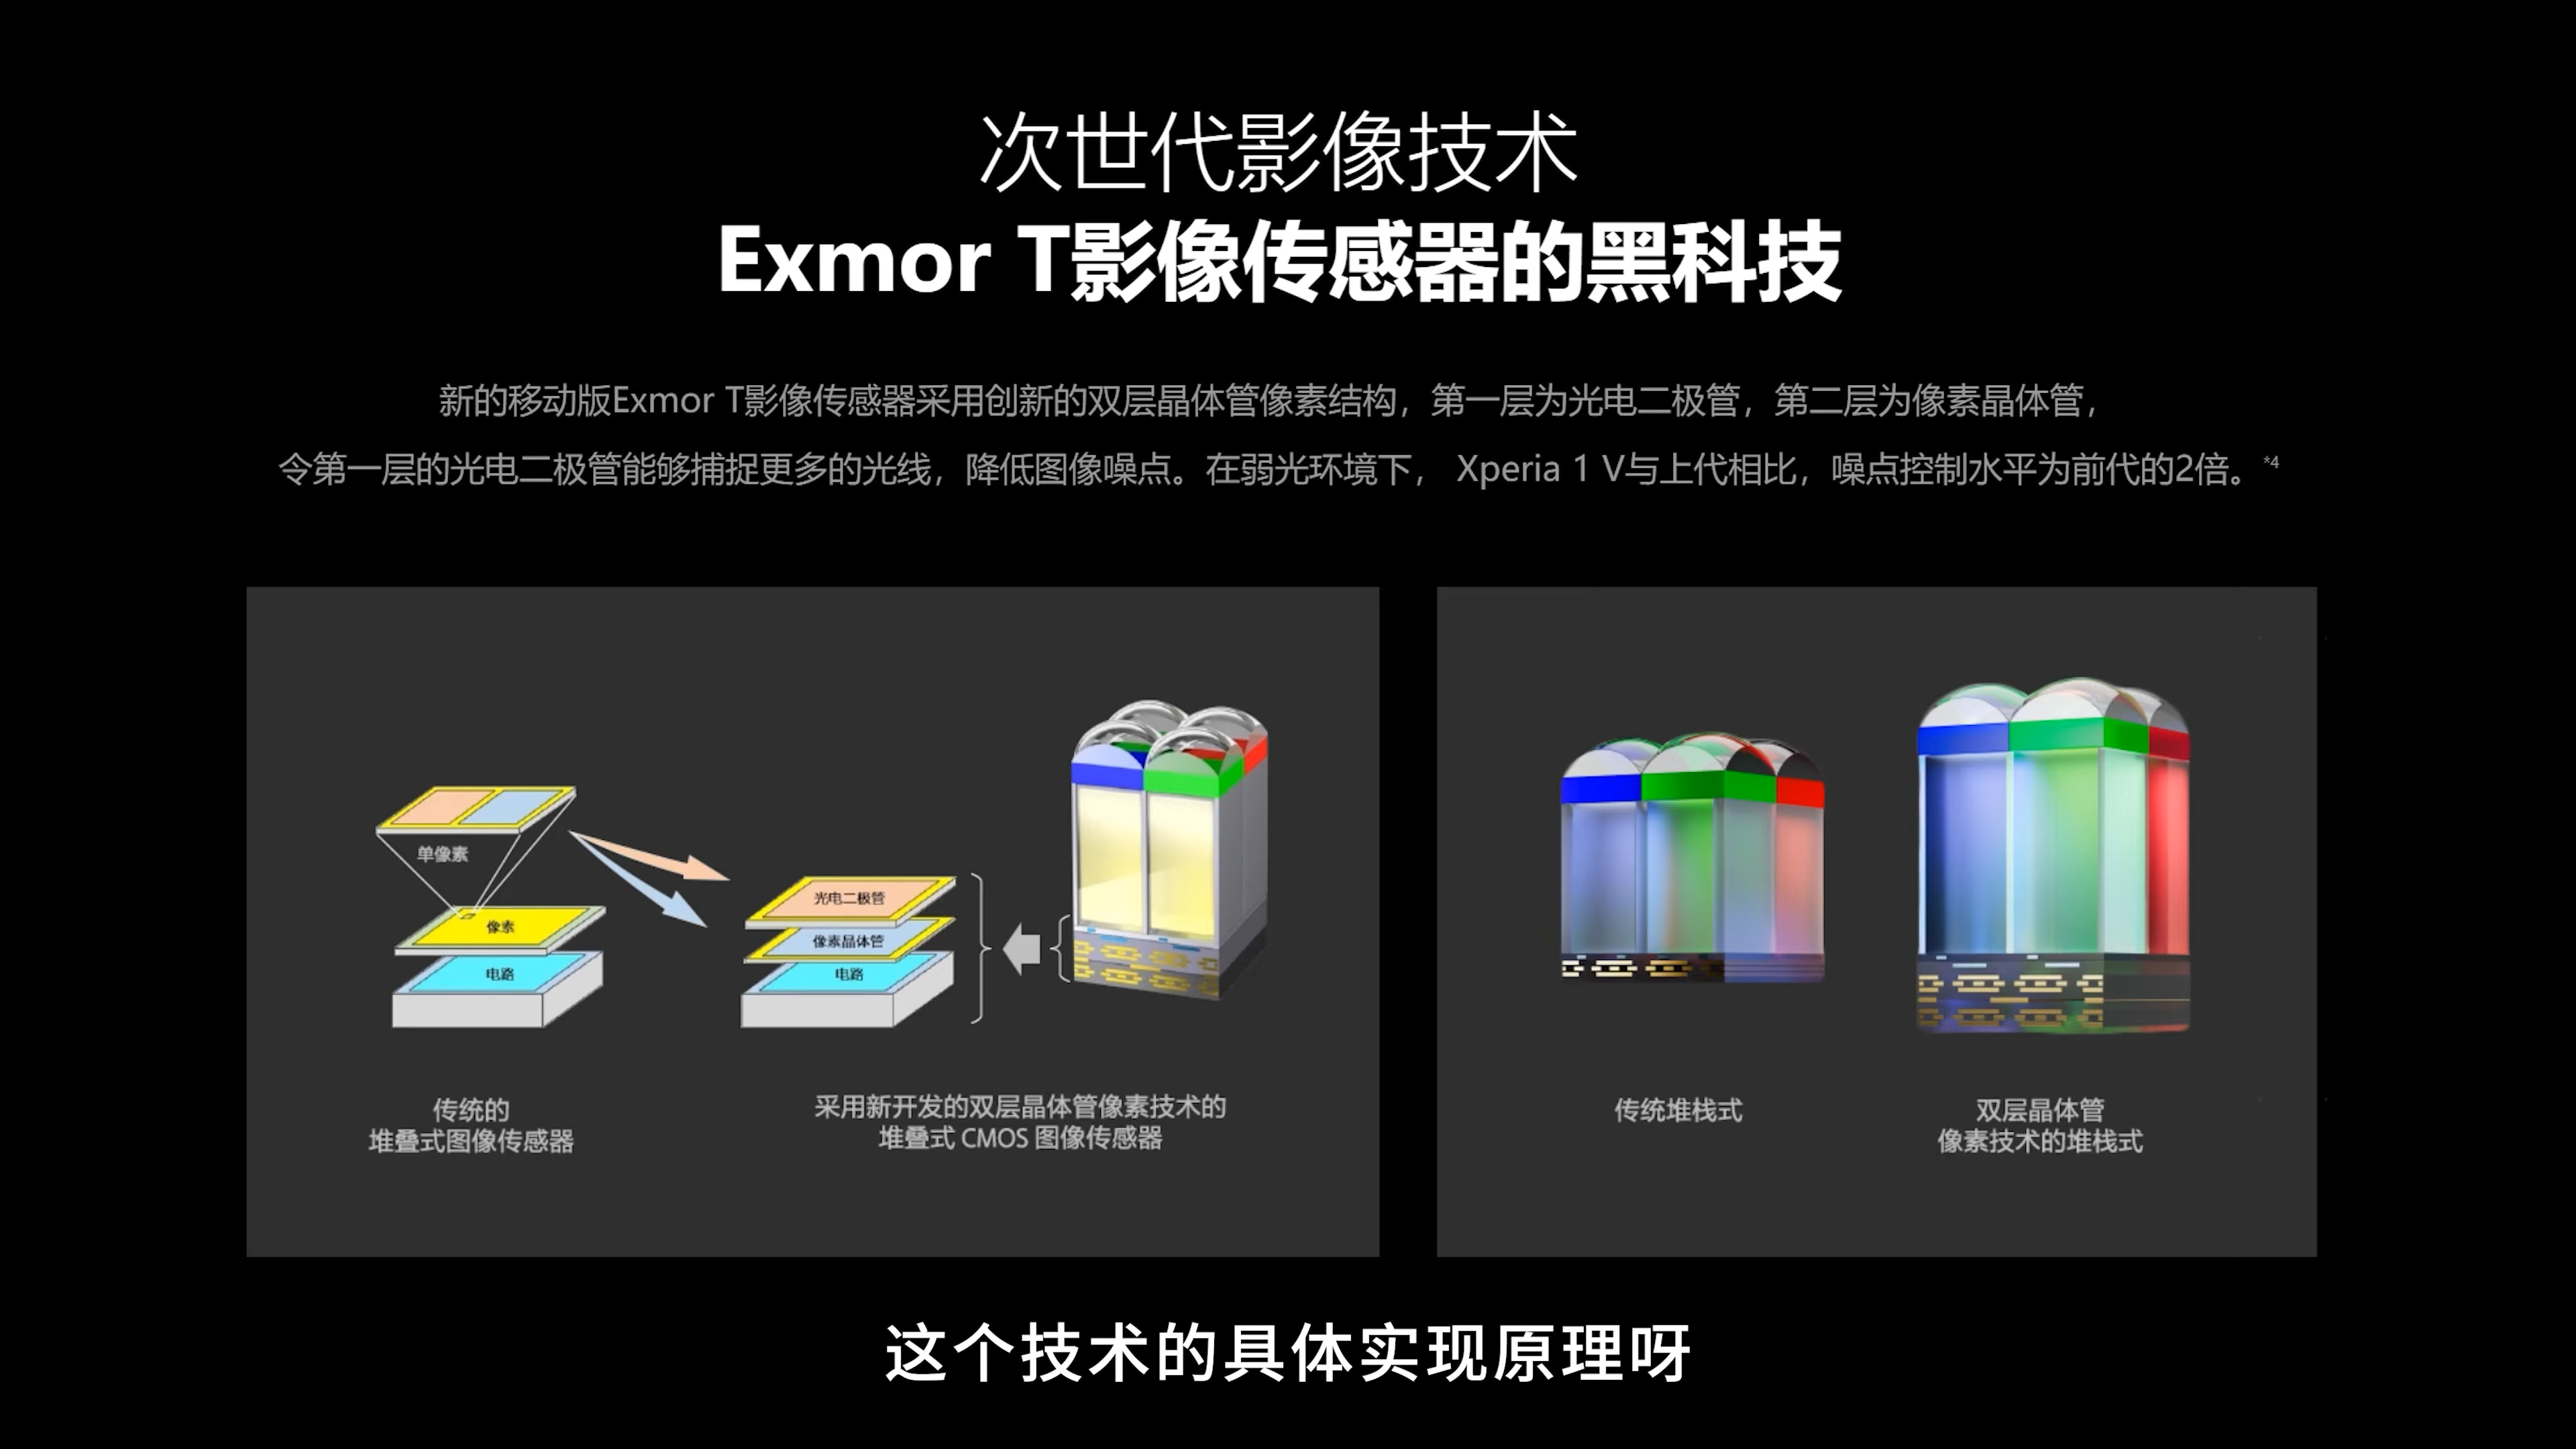 次世代影像技术
Exmor T影像传感器的黑科技
新的移动版Exmor T影像传感器采用创新的双层晶体管像素结构，第一层为光电二极管，第二层为像素晶体管，
令第一层的光电二极管能够捕捉更多的光线，降低图像噪点。在弱光环境下， Xperia 1 V与上代相比，噪点控制水平为前代的2倍。*4
单像素
像素
电路
光电二极管
像素晶体管
电路
传统的
堆叠式图像传感器
采用新开发的双层晶体管像素技术的
堆叠式 CMOS 图像传感器
传统堆栈式
双层晶体管
像素技术的堆栈式
这个技术的具体实现原理呀